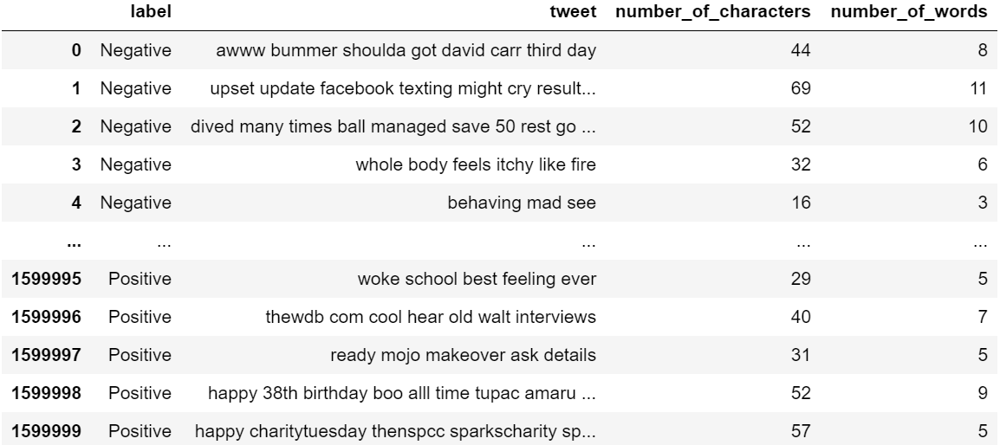 label tweet number_of_characters number_of_words
0 Negative awww bummer shoulda got david carr third day 44 8
1 Negative upset update facebook texting might cry result... 69 11
2 Negative dived many times ball managed save 50 rest go ... 52 10
3 Negative whole body feels itchy like fire 32 6
4 Negative behaving mad see 16 3
... ... ... ... ...
1599995 Positive woke school best feeling ever 29 5
1599996 Positive thewdb com cool hear old walt interviews 40 7
1599997 Positive ready mojo makeover ask details 31 5
1599998 Positive happy 38th birthday boo alll time tupac amaru ... 52 9
1599999 Positive happy charitytuesday thenspcc sparkscharity sp... 57 5